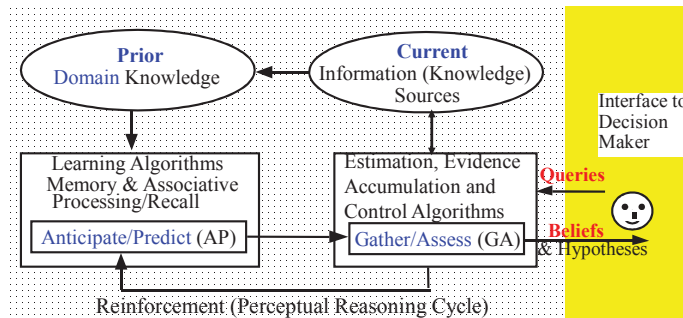 Prior
Domain Knowledge
Current
Information (Knowledge)
Sources
Interface to
Decision
Maker
Learning Algorithms
Memory & Associative
Processing/Recall
Anticipate/Predict (AP)
Estimation, Evidence
Accumulation and
Control Algorithms
Gather/Assess (GA)
Queries
Beliefs
& Hypotheses
Reinforcement (Perceptual Reasoning Cycle)